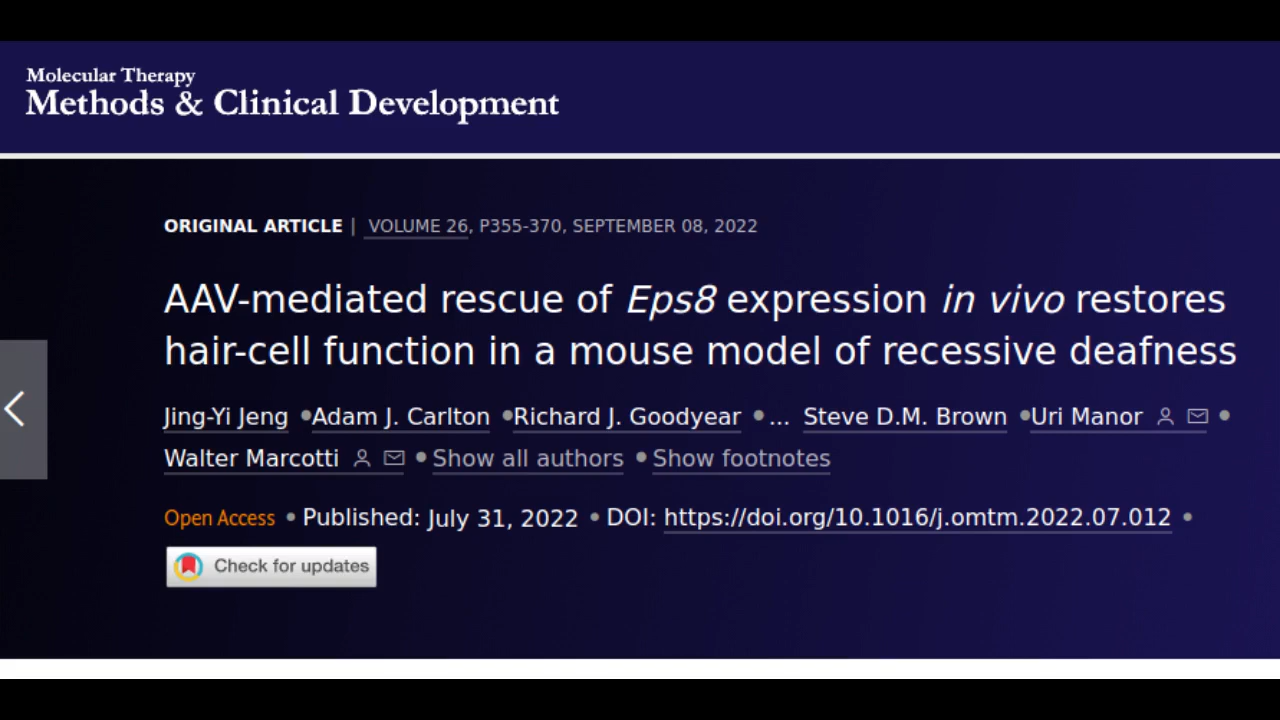 Molecular Therapy
Methods & Clinical Development
ORIGINAL ARTICLE | VOLUME 26, P355-370, SEPTEMBER 08, 2022
AAV-mediated rescue of Eps8 expression in vivo restores
hair-cell function in a mouse model of recessive deafness
Jing-Yi Jeng • Adam J. Carlton • Richard J. Goodyear • ... Steve D.M. Brown • Uri Manor •
Walter Marcotti • Show all authors • Show footnotes
Open Access • Published: July 31, 2022 • DOI: https://doi.org/10.1016/j.omtm.2022.07.012 •
Check for updates